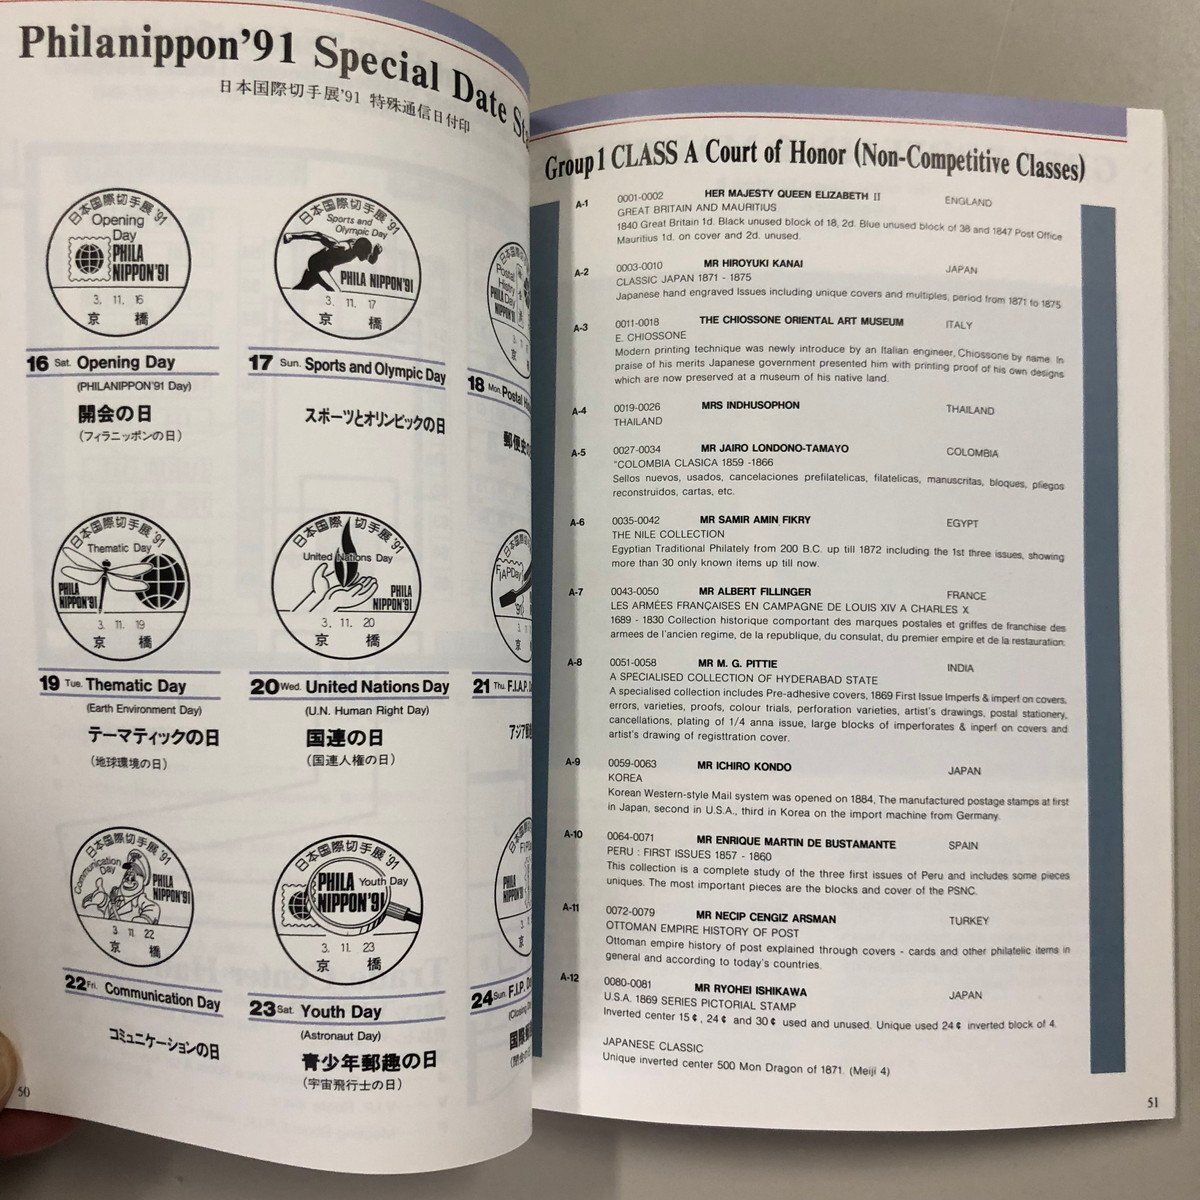 Philanippon'91 Special Date
日本国際切手展'91 特殊通信日付印
日本国際切手展'91
Opening
Day
PHILA
NIPPON'91
3. 11. 16
京 橋
16 Sat. Opening Day
(PHILANIPPON'91 Day)
開会の日
(フィラニッポンの日)
日本国際切手展'91
Sports and
Olympic Day
PHILA NIPPON'91
3. 11. 17
京 橋
17 Sun. Sports and Olympic Day
スポーツとオリンピックの日
Postal
History
Day
18 Mon. Postal
郵便史の
日本国際切手展'91
Thematic Day
PHILA
NIPPON'91
3. 11. 19
京 橋
19 Tue. Thematic Day
(Earth Environment Day)
テーマティックの日
(地球環境の日)
日本国際切手展'91
United Nations Day
PHILA
NIPPON'91
3. 11. 20
京 橋
20 Wed. United Nations Day
(U.N. Human Right Day)
国連の日
(国連人権の日)
日本国
FIAPDay
21 Thu. F.I.A.P.
アジア郵
日本国際切手展'91
Communication
Day
PHILA
NIPPON'91
3 11 22
京 橋
22 Fri. Communication Day
コミュニケーションの日
日本国際切手展'91
PHILA
NIPPON'91
Youth Day
3. 11. 23
京 橋
23 Sat. Youth Day
(Astronaut Day)
青少年郵趣の日
(宇宙飛行士の日)
24 Sun. F.I.P.
(Closing
国際郵
50
Group 1 CLASS A Court of Honor (Non-Competitive Classes)
A-1 0001-0002 HER MAJESTY QUEEN ELIZABETH II ENGLAND
GREAT BRITAIN AND MAURITIUS
1840 Great Britain 1d. Black unused block of 18, 2d. Blue unused block of 38 and 1847 Post Office
Mauritius 1d. on cover and 2d. unused.
A-2 0003-0010 MR HIROYUKI KANAI JAPAN
CLASSIC JAPAN 1871 - 1875
Japanese hand engraved Issues including unique covers and multiples, period from 1871 to 1875.
A-3 0011-0018 THE CHIOSSONE ORIENTAL ART MUSEUM ITALY
E. CHIOSSONE
Modern printing technique was newly introduce by an Italian engineer, Chiossone by name. In
praise of his merits Japanese government presented him with printing proof of his own designs
which are now preserved at a museum of his native land.
A-4 0019-0026 MRS INDHUSOPHON THAILAND
THAILAND
A-5 0027-0034 MR JAIRO LONDONO-TAMAYO COLOMBIA
"COLOMBIA CLASICA 1859 -1866
Sellos nuevos, usados, cancelaciones prefilatelicas, filatelicas, manuscritas, bloques, pliegos
reconstruidos, cartas, etc.
A-6 0035-0042 MR SAMIR AMIN FIKRY EGYPT
THE NILE COLLECTION
Egyptian Traditional Philately from 200 B.C. up till 1872 including the 1st three issues, showing
more than 30 only known items up till now.
A-7 0043-0050 MR ALBERT FILLINGER FRANCE
LES ARMÉES FRANÇAISES EN CAMPAGNE DE LOUIS XIV A CHARLES X
1689 - 1830 Collection historique comportant des marques postales et griffes de franchise des
armees de l'ancien regime, de la republique, du consulat, du premier empire et de la restauration.
A-8 0051-0058 MR M. G. PITTIE INDIA
A SPECIALISED COLLECTION OF HYDERABAD STATE
A specialised collection includes Pre-adhesive covers, 1869 First Issue Imperfs & imperf on covers,
errors, varieties, proofs, colour trials, perforation varieties, artist's drawings, postal stationery,
cancellations, plating of 1/4 anna issue, large blocks of imperforates & inperf on covers and
artist's drawing of registtration cover.
A-9 0059-0063 MR ICHIRO KONDO JAPAN
KOREA
Korean Western-style Mail system was opened on 1884, The manufactured postage stamps at first
in Japan, second in U.S.A., third in Korea on the import machine from Germany.
A-10 0064-0071 MR ENRIQUE MARTIN DE BUSTAMANTE SPAIN
PERU : FIRST ISSUES 1857 - 1860
This collection is a complete study of the three first issues of Peru and includes some pieces
uniques. The most important pieces are the blocks and cover of the PSNC.
A-11 0072-0079 MR NECIP CENGIZ ARSMAN TURKEY
OTTOMAN EMPIRE HISTORY OF POST
Ottoman empire history of post explained through covers - cards and other philatelic items in
general and according to today's countries.
A-12 0080-0081 MR RYOHEI ISHIKAWA JAPAN
U.S.A. 1869 SERIES PICTORIAL STAMP
Inverted center 15¢, 24¢ and 30¢ used and unused. Unique used 24¢ inverted block of 4.
JAPANESE CLASSIC
Unique inverted center 500 Mon Dragon of 1871. (Meiji 4)
51